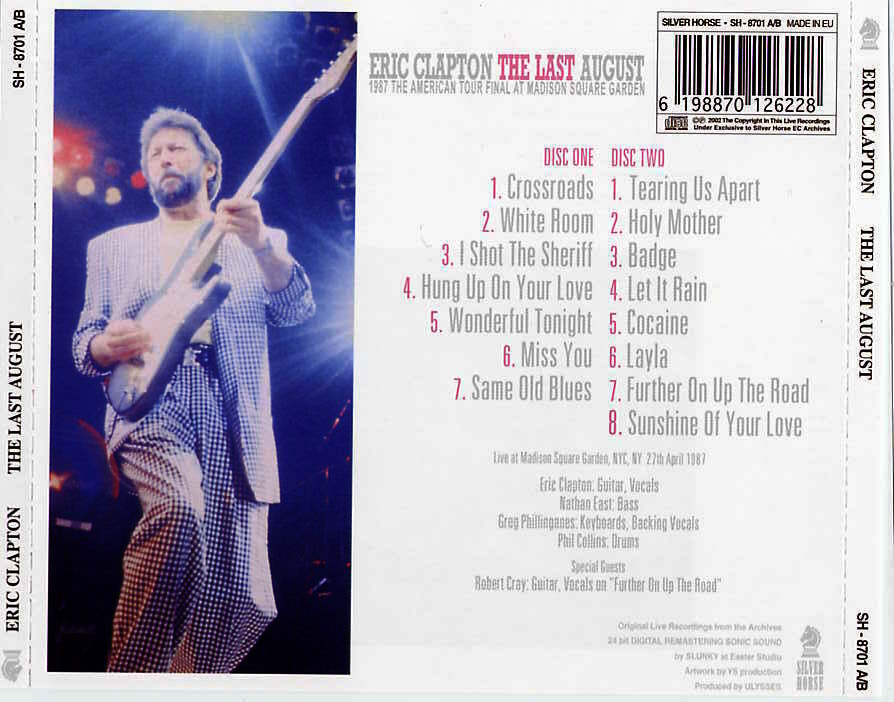 SH - 8701 A/B
ERIC CLAPTON THE LAST AUGUST
ERIC CLAPTON THE LAST AUGUST
1987 THE AMERICAN TOUR FINAL AT MADISON SQUARE GARDEN
SILVER HORSE - SH - 8701 A/B MADE IN EU
6 198870 126228
disc ©℗ 2002 The Copyright In This Live Recordings
Under Exclusive to Silver Horse EC Archives
DISC ONE
1. Crossroads
2. White Room
3. I Shot The Sheriff
4. Hung Up On Your Love
5. Wonderful Tonight
6. Miss You
7. Same Old Blues
DISC TWO
1. Tearing Us Apart
2. Holy Mother
3. Badge
4. Let It Rain
5. Cocaine
6. Layla
7. Further On Up The Road
8. Sunshine Of Your Love
Live at Madison Square Garden, NYC, NY 27th April 1987
Eric Clapton: Guitar, Vocals
Nathan East: Bass
Greg Phillinganes: Keyboards, Backing Vocals
Phil Collins: Drums
Special Guests
Robert Cray: Guitar, Vocals on "Further On Up The Road"
Original Live Recordings from the Archives
24 bit DIGITAL REMASTERING SONIC SOUND
by SLUNKY at Easter Studio
Artwork by YS production
Produced by ULYSSES
SILVER
HORSE
ERIC CLAPTON THE LAST AUGUST
SH - 8701 A/B